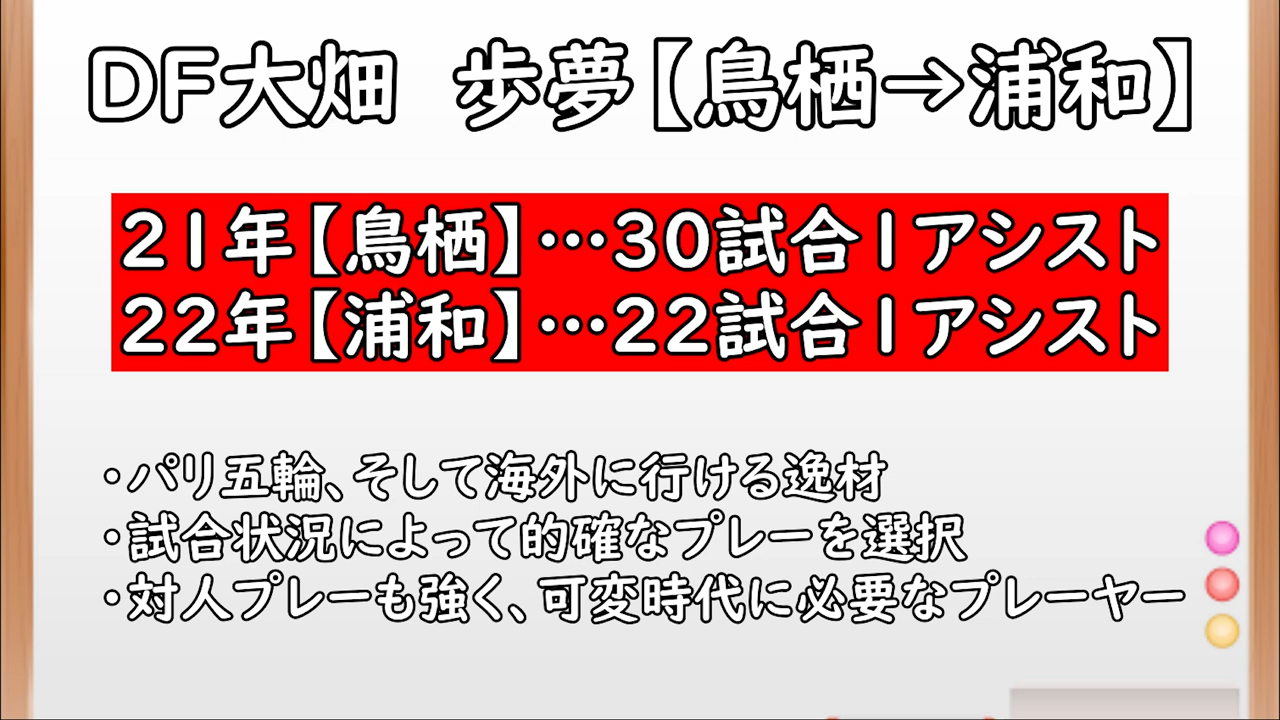 DF大畑　歩夢【鳥栖→浦和】
21年【鳥栖】…30試合1アシスト
22年【浦和】…22試合1アシスト
・パリ五輪、そして海外に行ける逸材
・試合状況によって的確なプレーを選択
・対人プレーも強く、可変時代に必要なプレーヤー